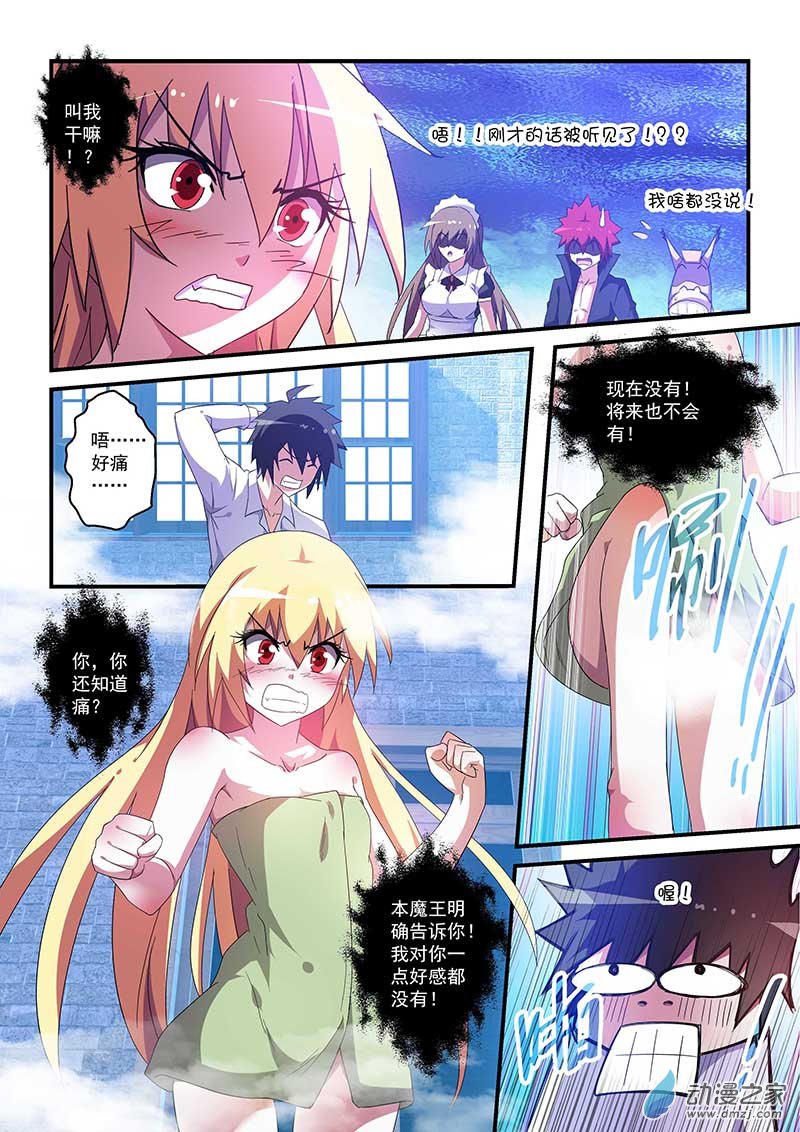 叫我
干嘛
！？
唔！！刚才的话被听见了！？？
我啥都没说！
唔……
好痛
……
现在没有！
将来也不会
有！
唰
你，你
还知道
痛？
本魔王明
确告诉你！
我对你一
点好感都
没有！
喔！
啪
动漫之家
www.dmzj.com